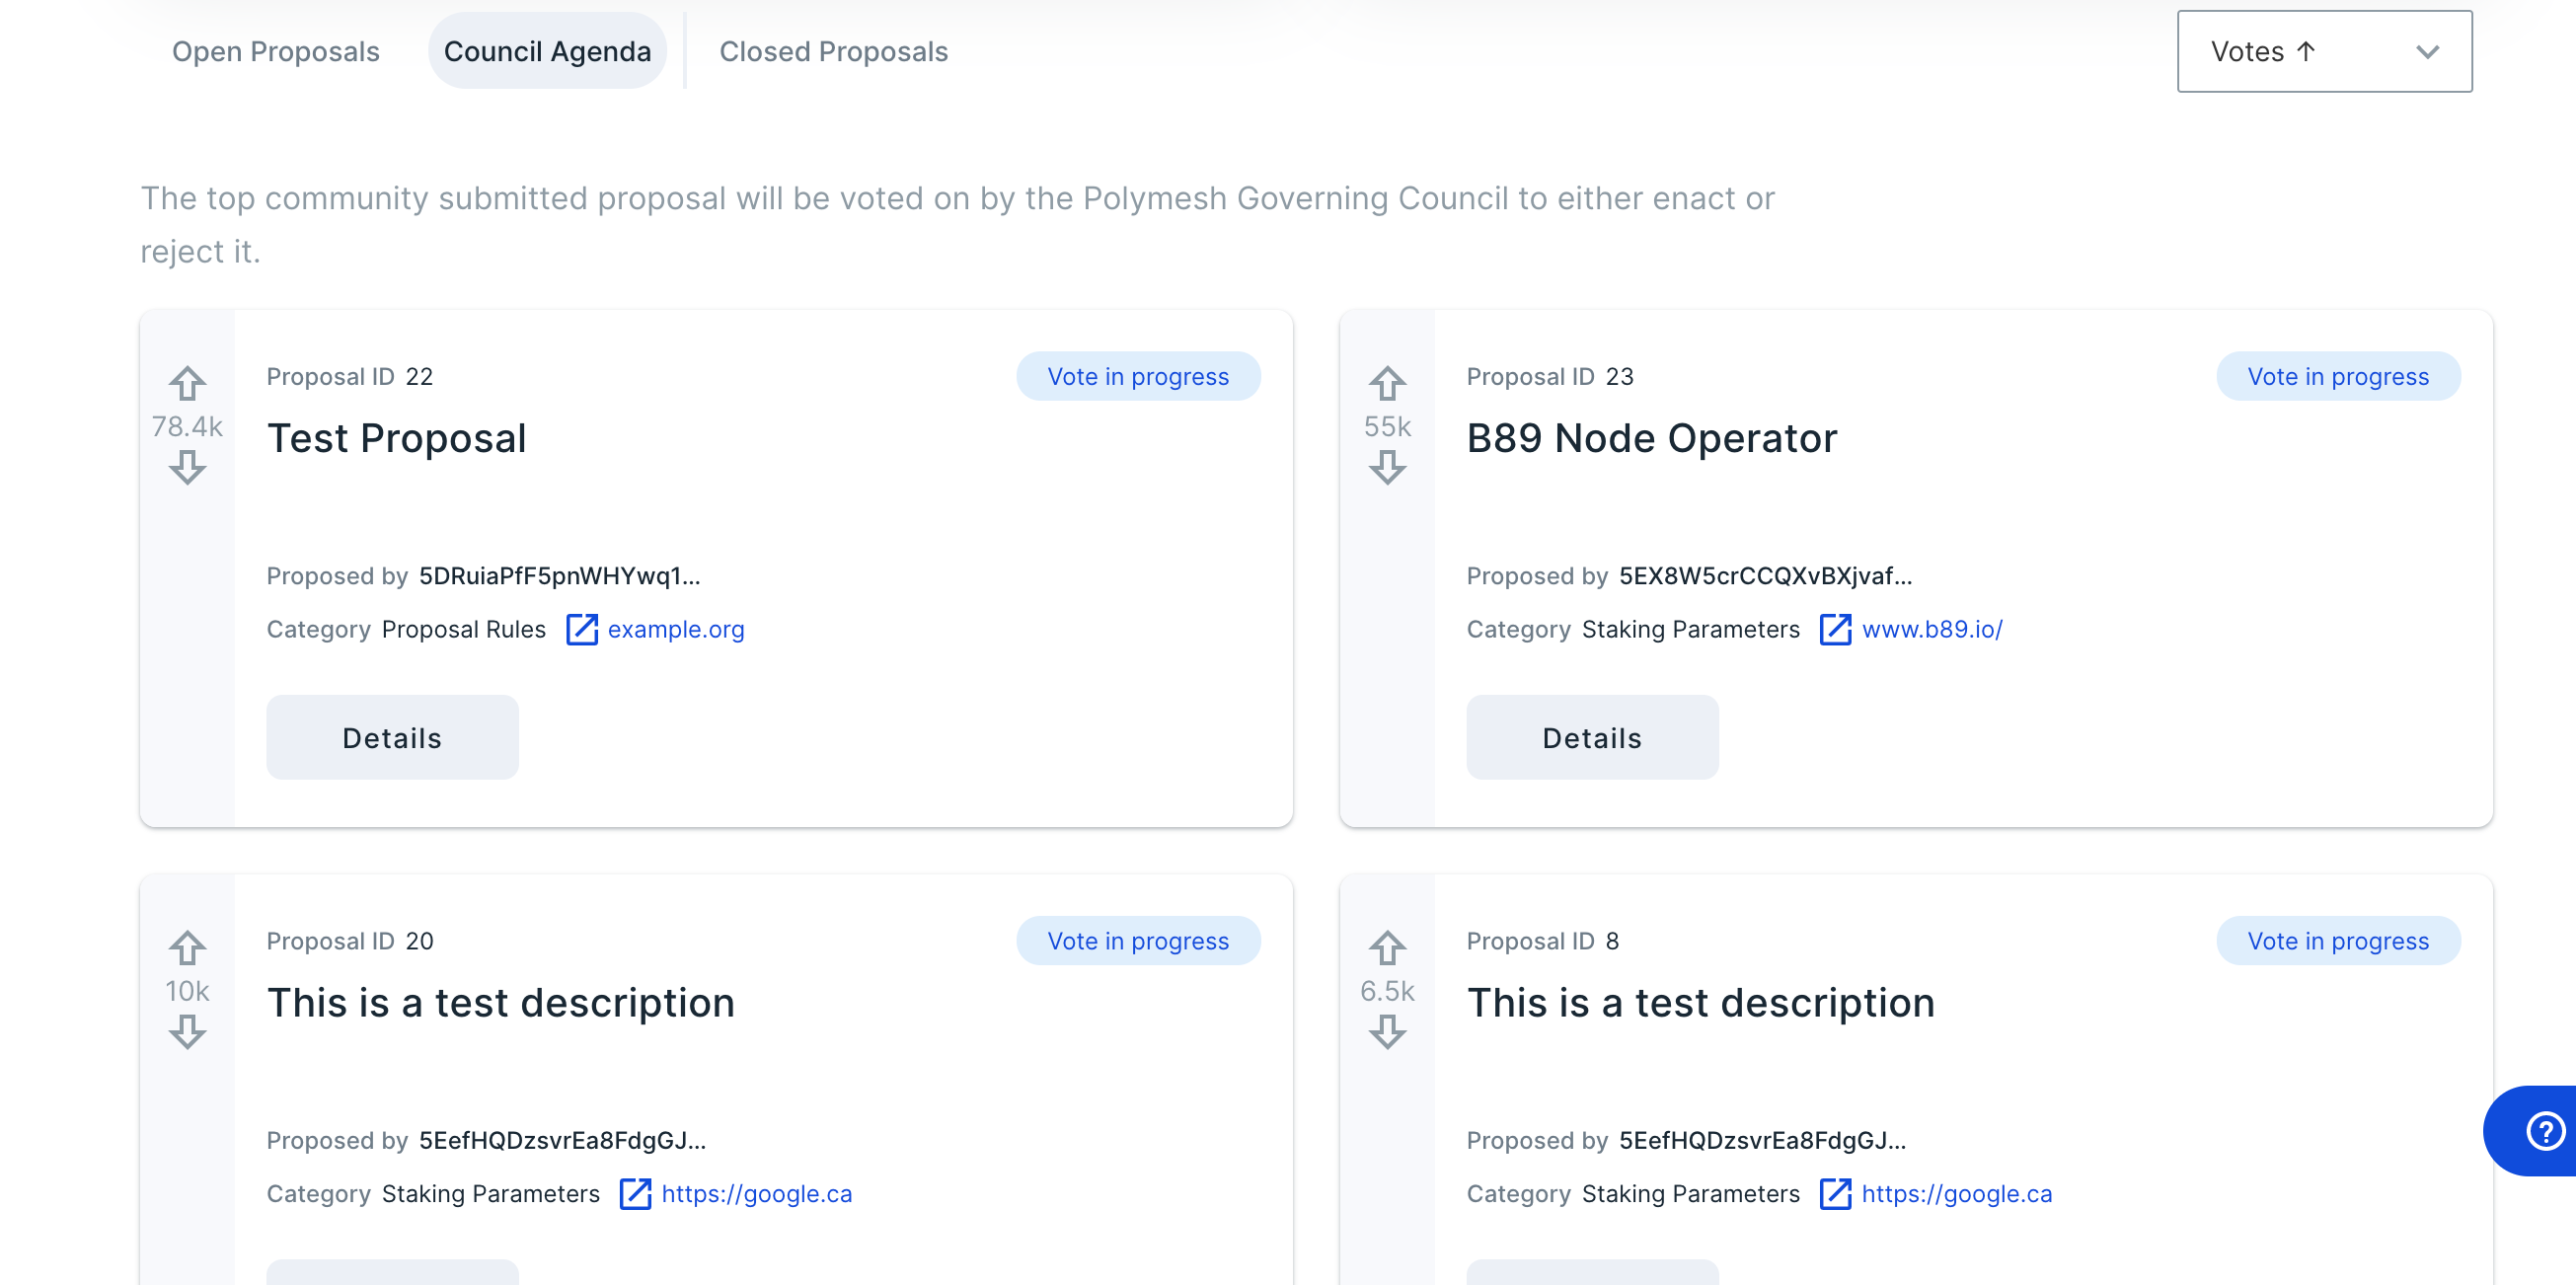 Open Proposals
Council Agenda
Closed Proposals
Votes ↑
The top community submitted proposal will be voted on by the Polymesh Governing Council to either enact or
reject it.
78.4k
Proposal ID 22
Vote in progress
Test Proposal
Proposed by 5DRuiaPfF5pnWHYwq1...
Category Proposal Rules example.org
Details
55k
Proposal ID 23
Vote in progress
B89 Node Operator
Proposed by 5EX8W5crCCQXvBXjvaf...
Category Staking Parameters www.b89.io/
Details
10k
Proposal ID 20
Vote in progress
This is a test description
Proposed by 5EefHQDzsvrEa8FdgGJ...
Category Staking Parameters https://google.ca
6.5k
Proposal ID 8
Vote in progress
This is a test description
Proposed by 5EefHQDzsvrEa8FdgGJ...
Category Staking Parameters https://google.ca
?